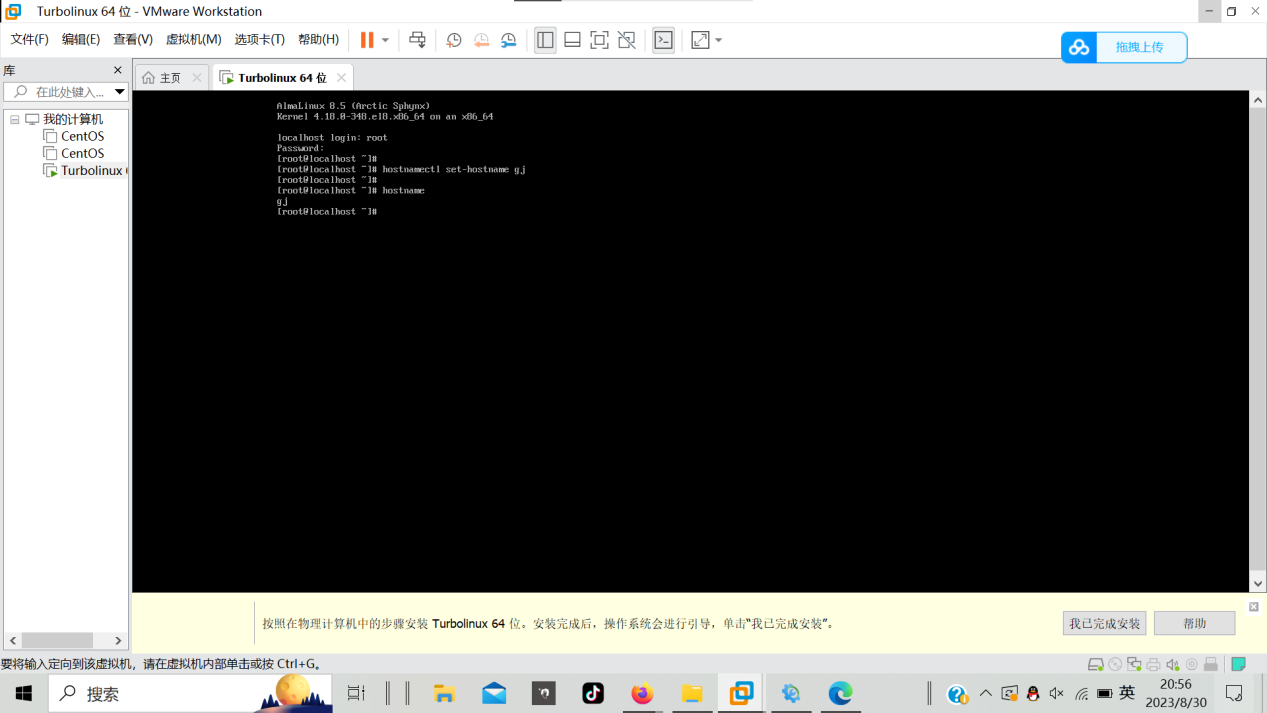 Turbolinux 64 位 - VMware Workstation
文件(F) 编辑(E) 查看(V) 虚拟机(M) 选项卡(T) 帮助(H)
拖拽上传
库
主页
Turbolinux 64 位
在此处键入...
我的计算机
CentOS
CentOS
Turbolinux 6
AlmaLinux 8.5 (Arctic Sphynx)
Kernel 4.18.0-348.el8.x86_64 on an x86_64
localhost login: root
Password:
[root@localhost ~]#
[root@localhost ~]# hostnamectl set-hostname gj
[root@localhost ~]#
[root@localhost ~]# hostname
gj
[root@localhost ~]#
按照在物理计算机中的步骤安装 Turbolinux 64 位。安装完成后，操作系统会进行引导，单击“我已完成安装”。
我已完成安装
帮助
要将输入定向到该虚拟机，请在虚拟机内部单击或按 Ctrl+G。
搜索
英
20:56
2023/8/30